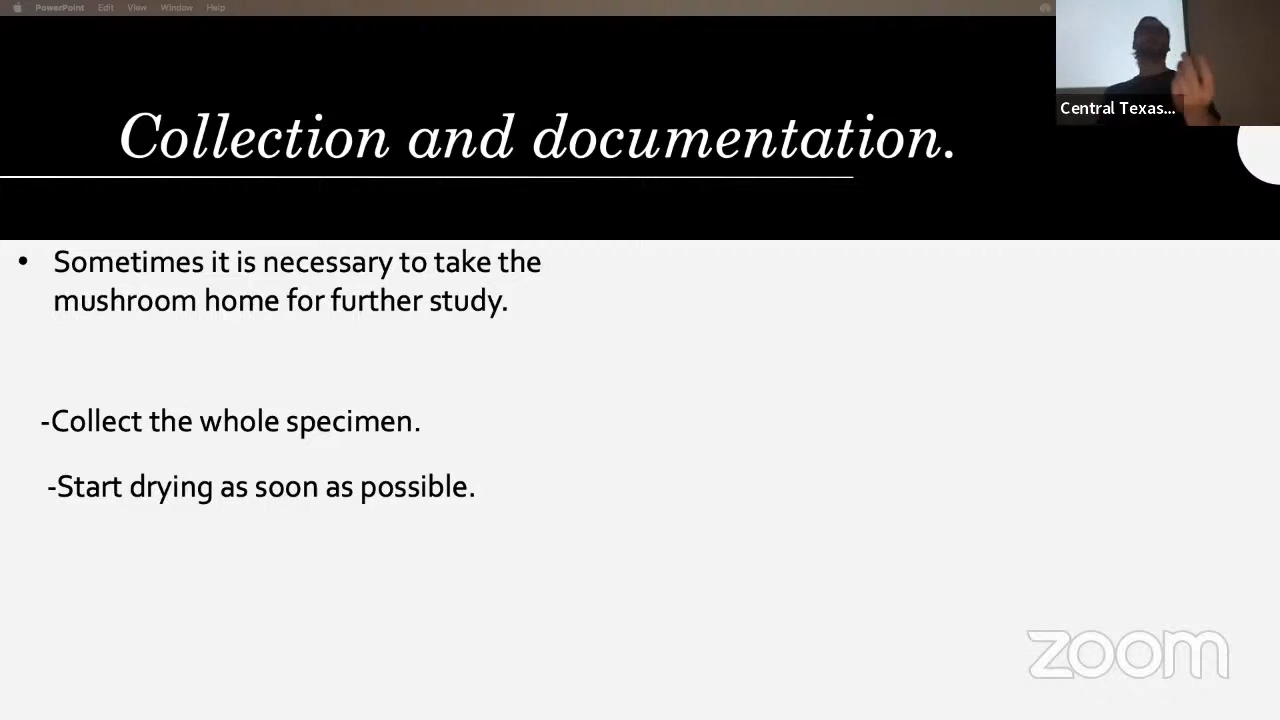 PowerPoint Edit View Window Help
Central Texas...
Collection and documentation.
• Sometimes it is necessary to take the
mushroom home for further study.
-Collect the whole specimen.
-Start drying as soon as possible.
zoom